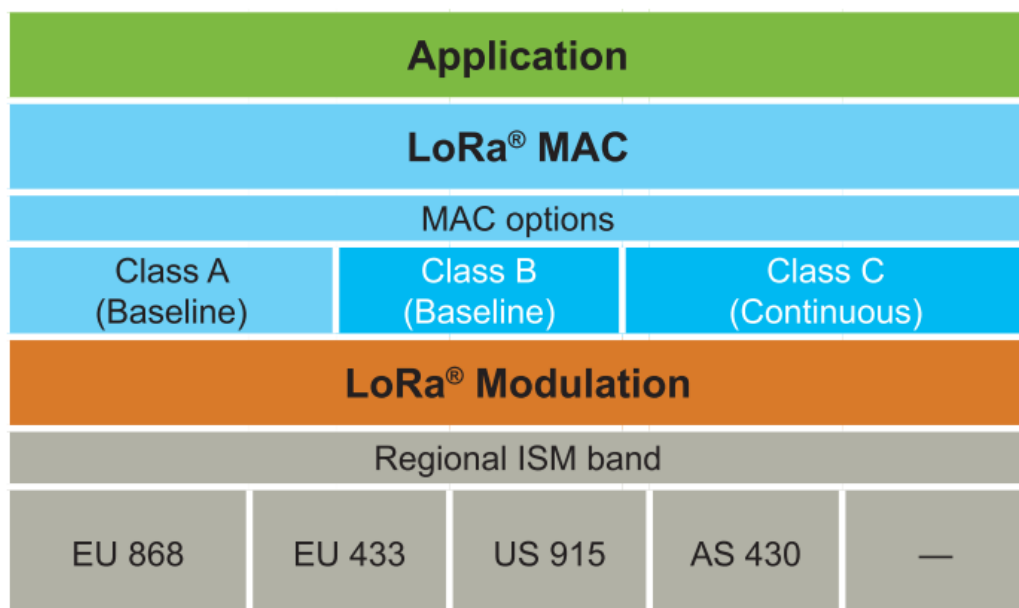 Application
LoRa® MAC
MAC options
Class A
(Baseline)
Class B
(Baseline)
Class C
(Continuous)
LoRa® Modulation
Regional ISM band
EU 868
EU 433
US 915
AS 430
—